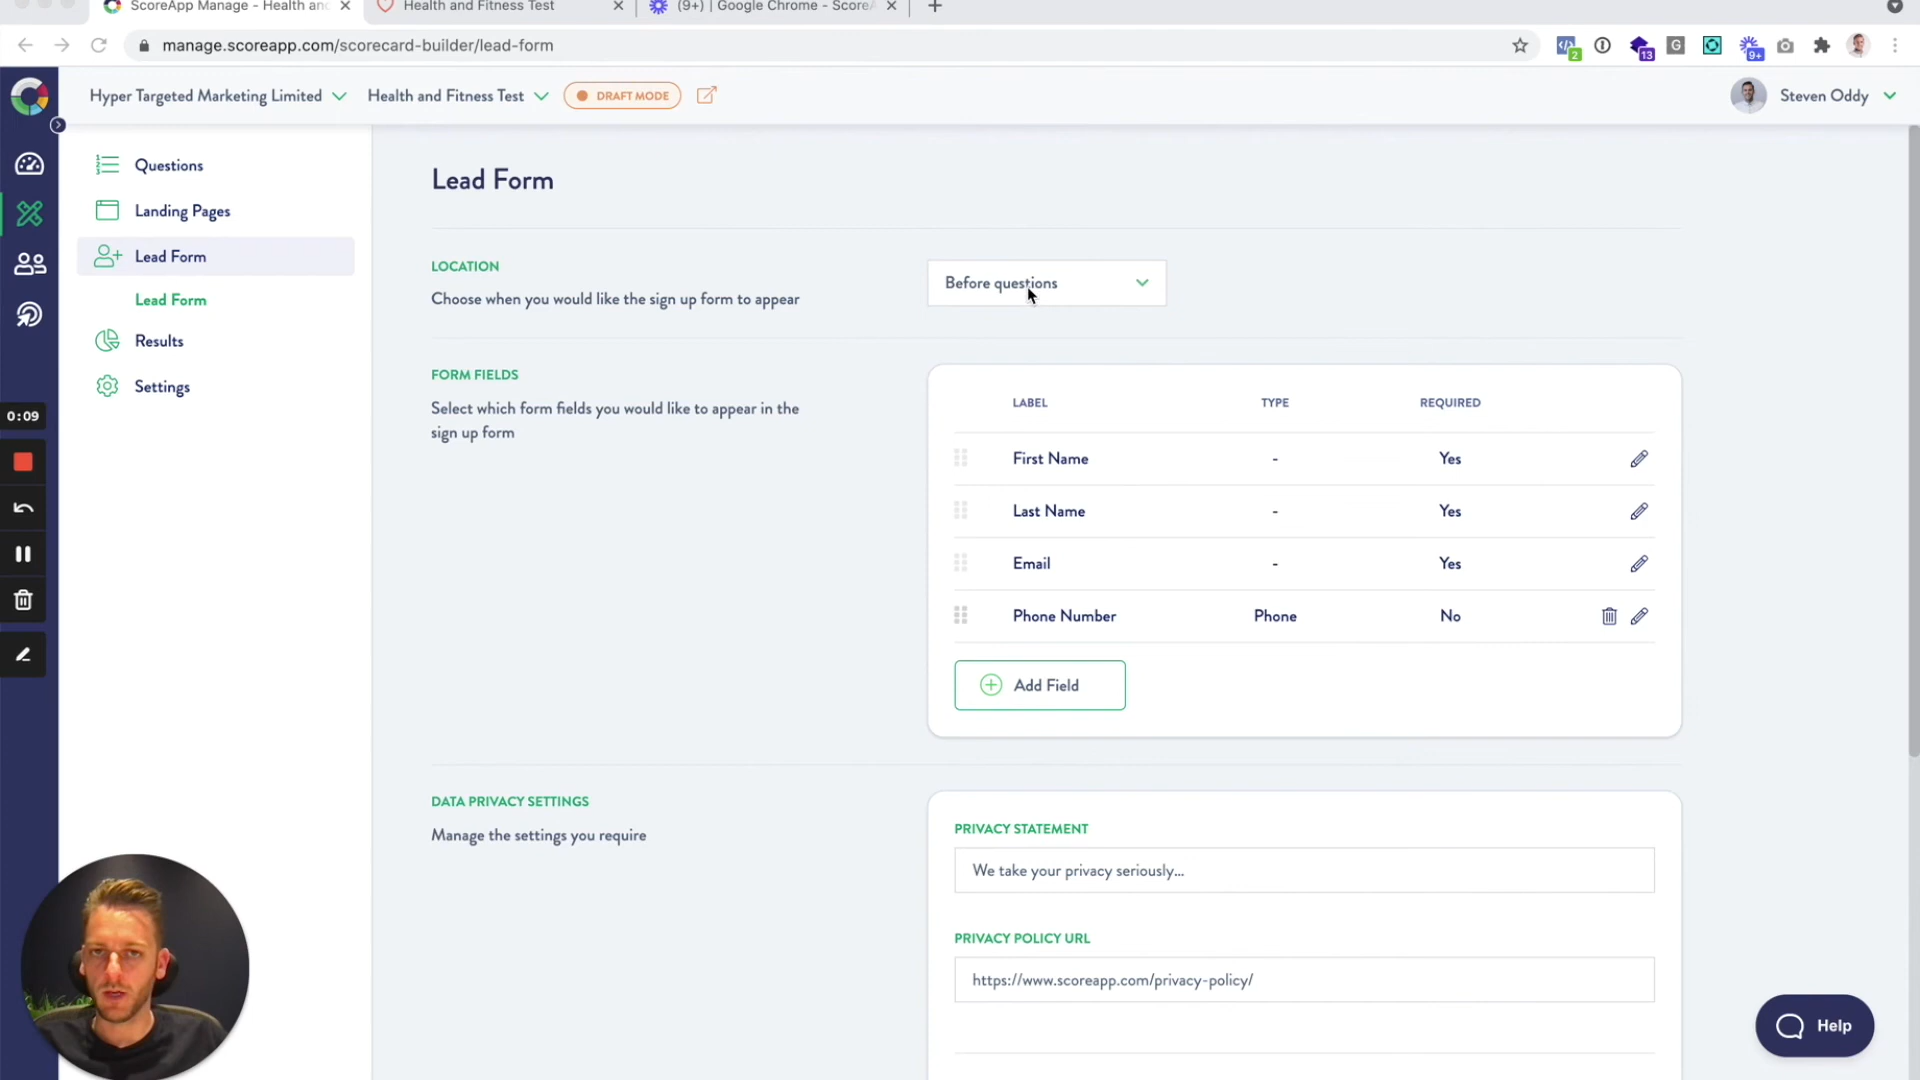 ScoreApp Manage - Health and
Health and Fitness Test
(9+) | Google Chrome - ScoreA
manage.scoreapp.com/scorecard-builder/lead-form
2
13
G
9+
Hyper Targeted Marketing Limited
Health and Fitness Test
DRAFT MODE
Steven Oddy
Questions
Landing Pages
Lead Form
Lead Form
Results
Settings
0:09
Lead Form
LOCATION
Choose when you would like the sign up form to appear
Before questions
FORM FIELDS
Select which form fields you would like to appear in the
sign up form
LABEL TYPE REQUIRED
First Name - Yes
Last Name - Yes
Email - Yes
Phone Number Phone No
Add Field
DATA PRIVACY SETTINGS
Manage the settings you require
PRIVACY STATEMENT
We take your privacy seriously...
PRIVACY POLICY URL
https://www.scoreapp.com/privacy-policy/
Help